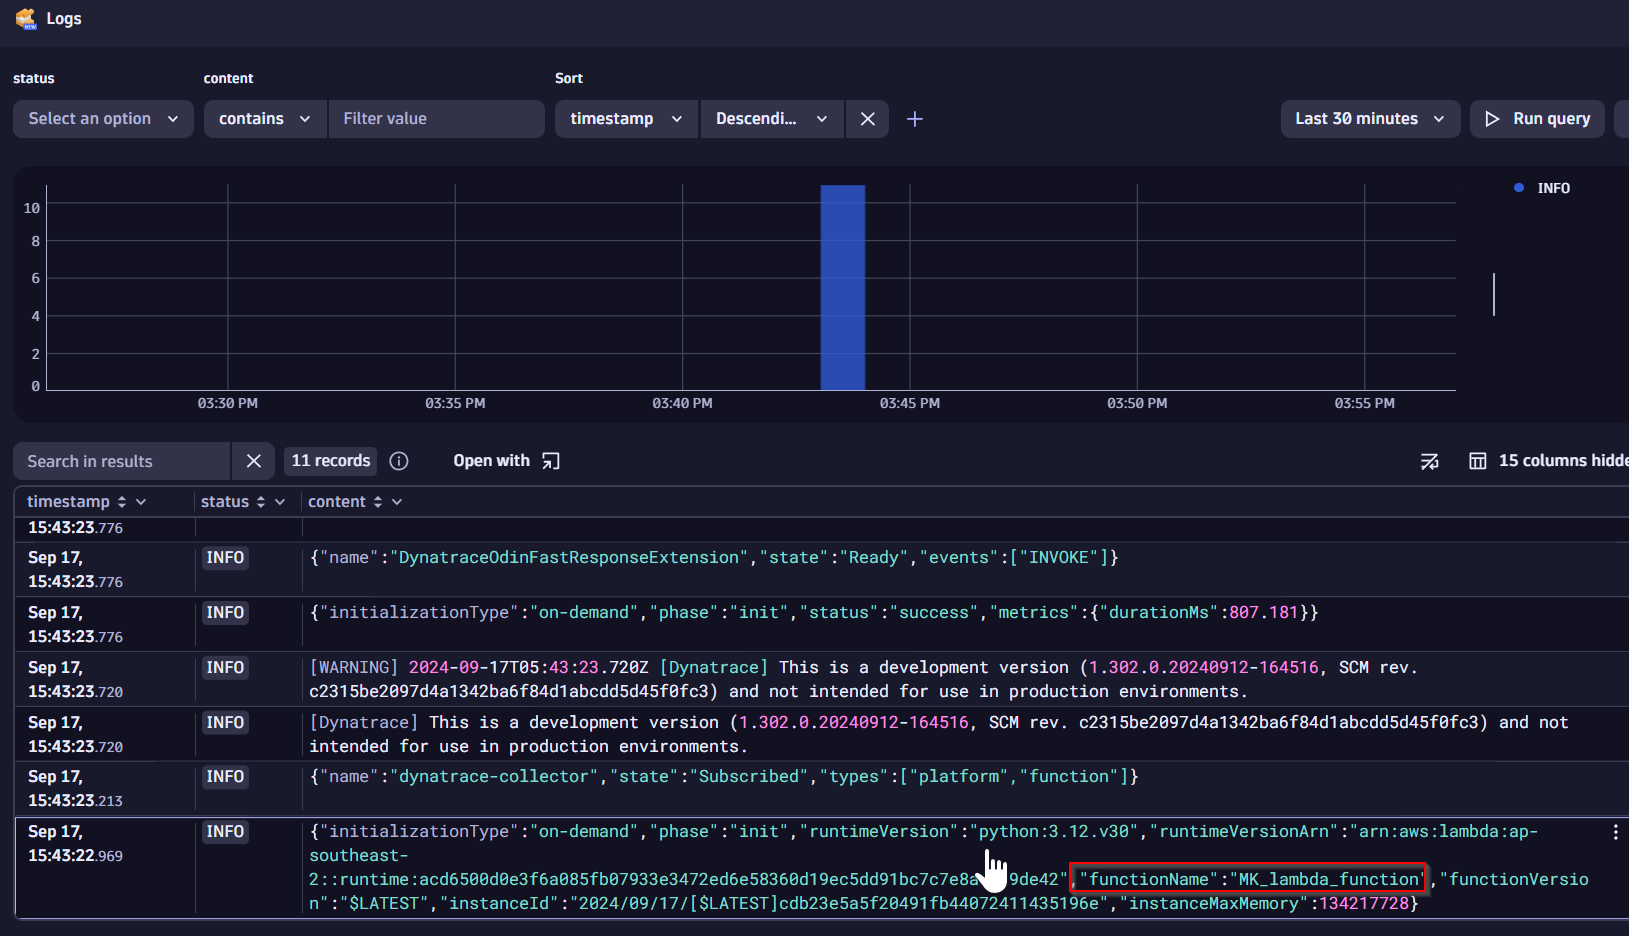 NEW
Logs
status content Sort
Select an option contains Filter value timestamp Descendi... Last 30 minutes Run query
INFO
10
8
6
4
2
0
03:30 PM 03:35 PM 03:40 PM 03:45 PM 03:50 PM 03:55 PM
Search in results 11 records Open with 15 columns hidde
timestamp status content
15:43:23.776
Sep 17, INFO {"name":"DynatraceOdinFastResponseExtension","state":"Ready","events":["INVOKE"]}
15:43:23.776
Sep 17, INFO {"initializationType":"on-demand","phase":"init","status":"success","metrics":{"durationMs":807.181}}
15:43:23.776
Sep 17, INFO [WARNING] 2024-09-17T05:43:23.720Z [Dynatrace] This is a development version (1.302.0.20240912-164516, SCM rev.
15:43:23.720 c2315be2097d4a1342ba6f84d1abcdd5d45f0fc3) and not intended for use in production environments.
Sep 17, INFO [Dynatrace] This is a development version (1.302.0.20240912-164516, SCM rev. c2315be2097d4a1342ba6f84d1abcdd5d45f0fc3) and not
15:43:23.720 intended for use in production environments.
Sep 17, INFO {"name":"dynatrace-collector","state":"Subscribed","types":["platform","function"]}
15:43:23.213
Sep 17, INFO {"initializationType":"on-demand","phase":"init","runtimeVersion":"python:3.12.v30","runtimeVersionArn":"arn:aws:lambda:ap-
15:43:22.969 southeast-
2::runtime:acd6500d0e3f6a085fb07933e3472ed6e58360d19ec5dd91bc7c7e8a 9de42","functionName":"MK_lambda_function","functionVersio
n":"$LATEST","instanceId":"2024/09/17/[$LATEST]cdb23e5a5f20491fb44072411435196e","instanceMaxMemory":134217728}